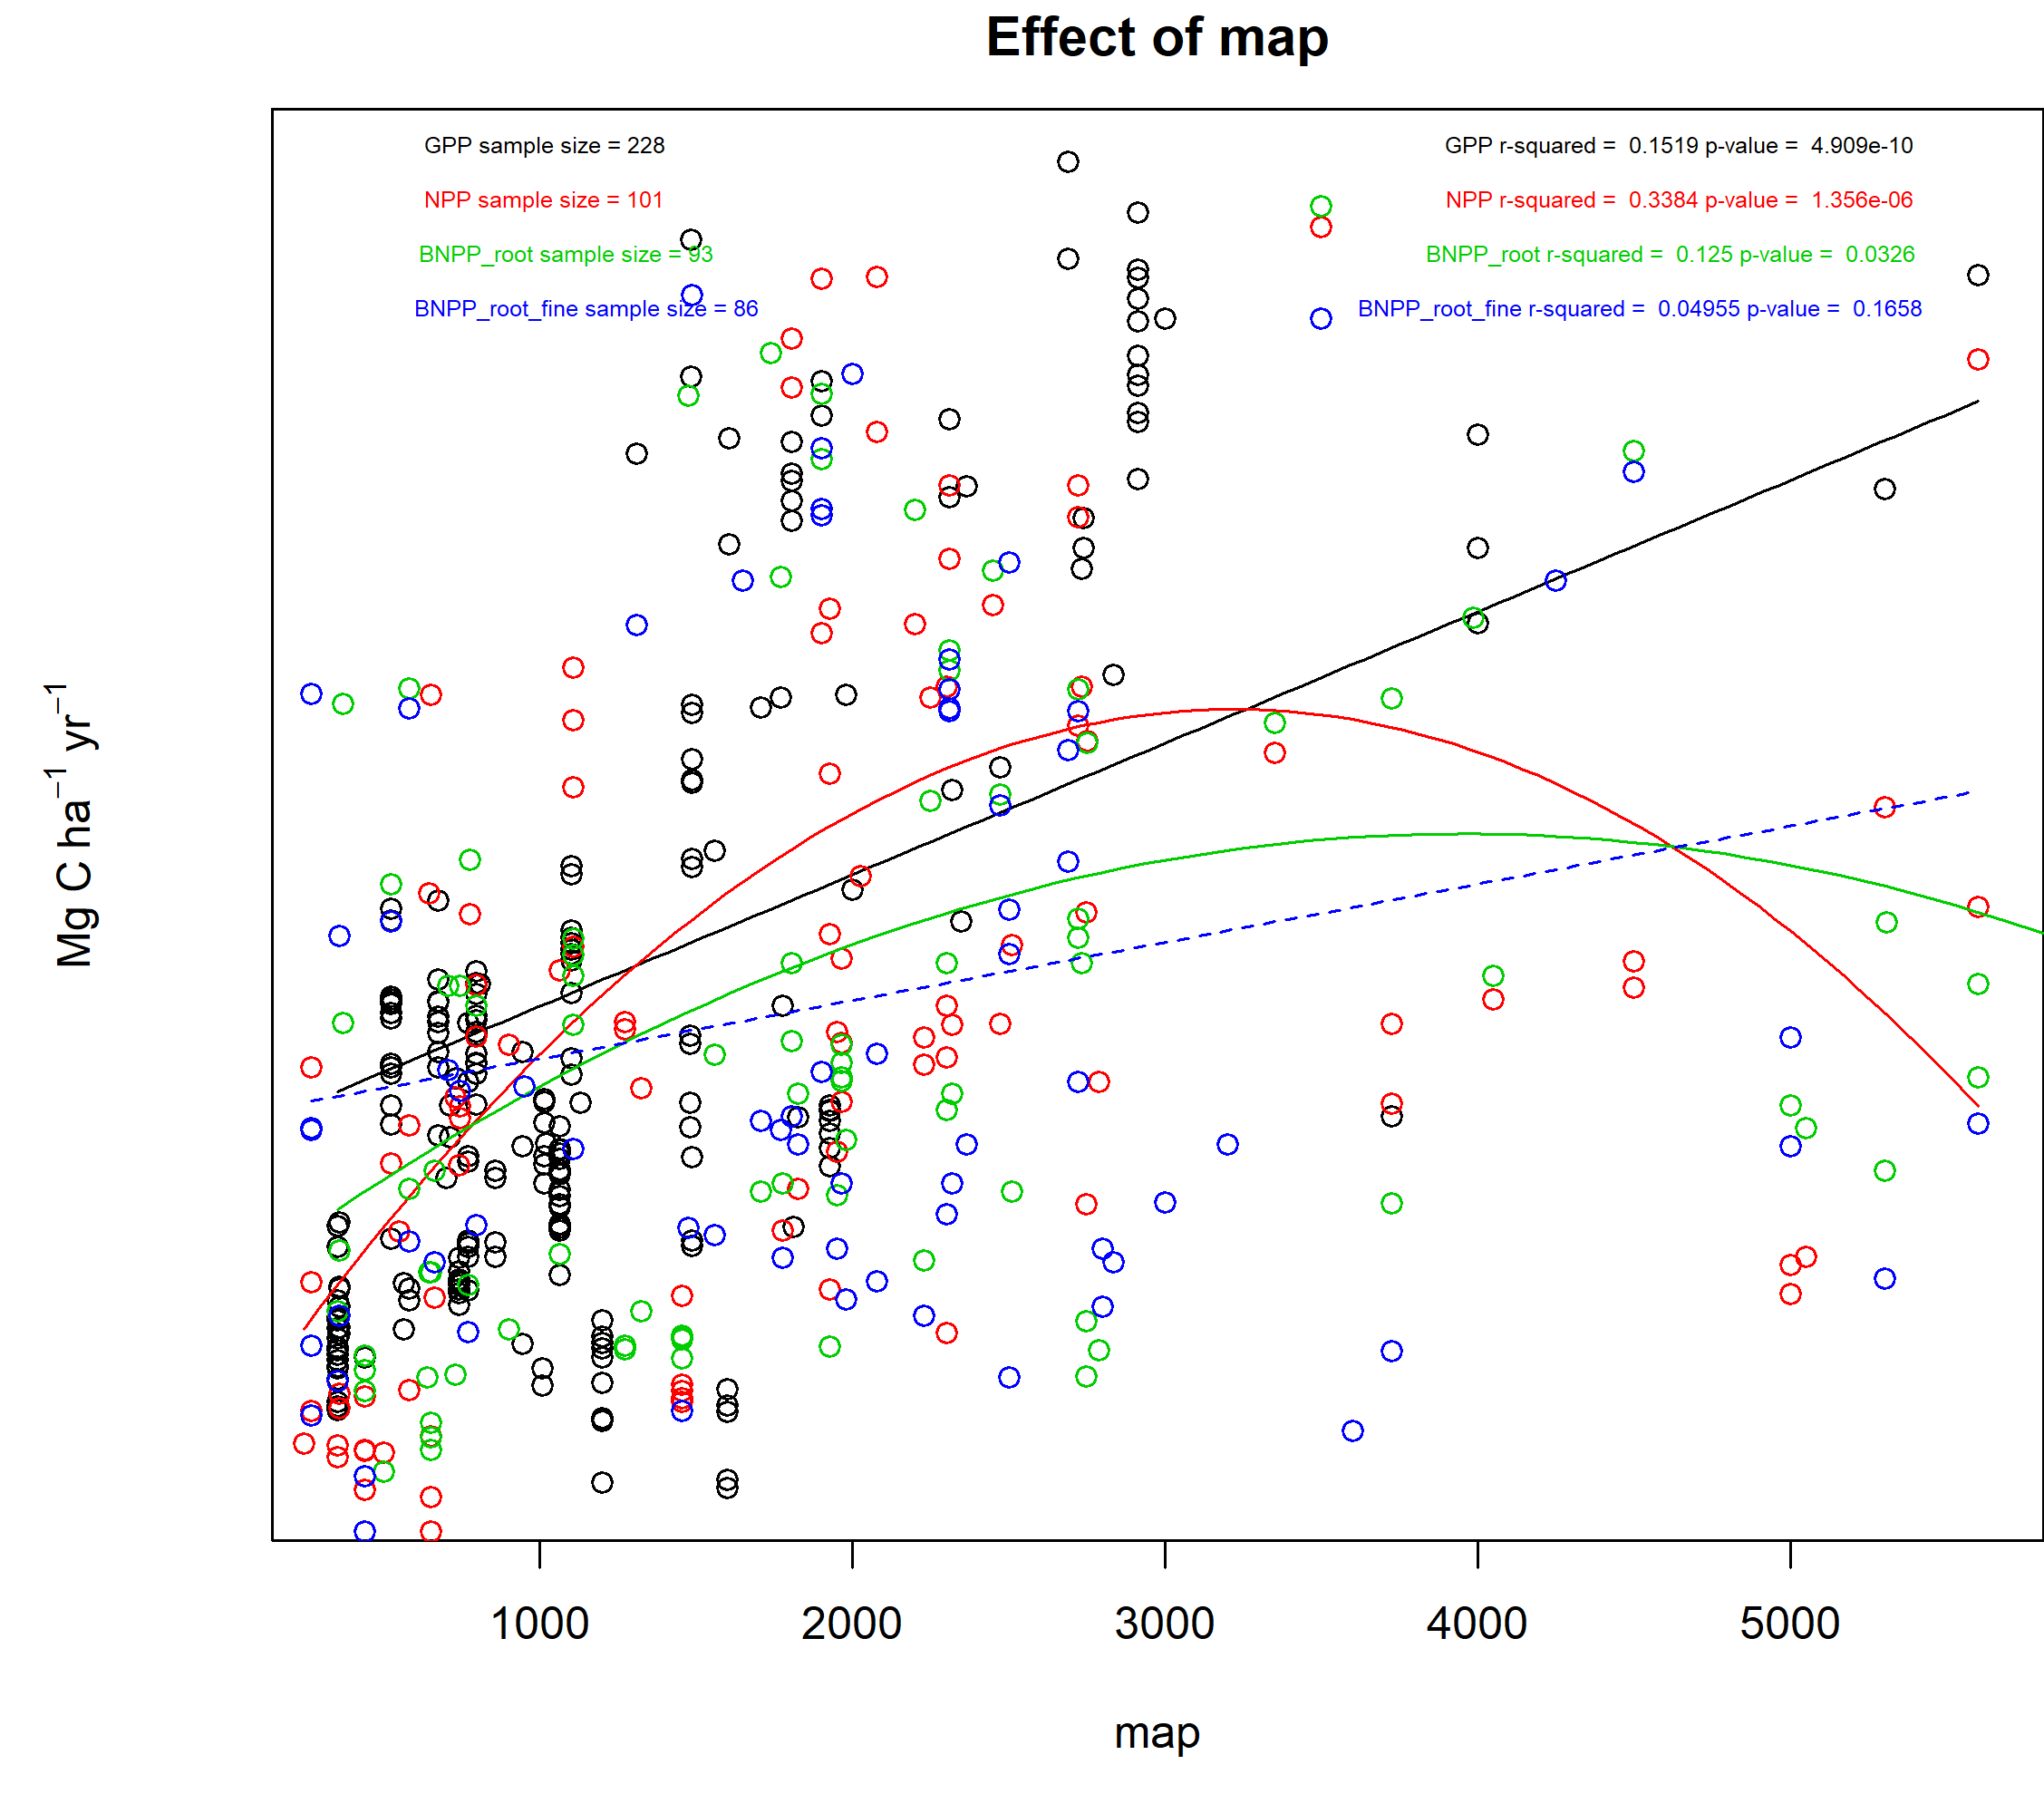 Effect of map
GPP sample size = 228
NPP sample size = 101
BNPP_root sample size = 93
BNPP_root_fine sample size = 86
GPP r-squared = 0.1519 p-value = 4.909e-10
NPP r-squared = 0.3384 p-value = 1.356e-06
BNPP_root r-squared = 0.125 p-value = 0.0326
BNPP_root_fine r-squared = 0.04955 p-value = 0.1658
Mg C ha⁻¹ yr⁻¹
1000 2000 3000 4000 5000
map